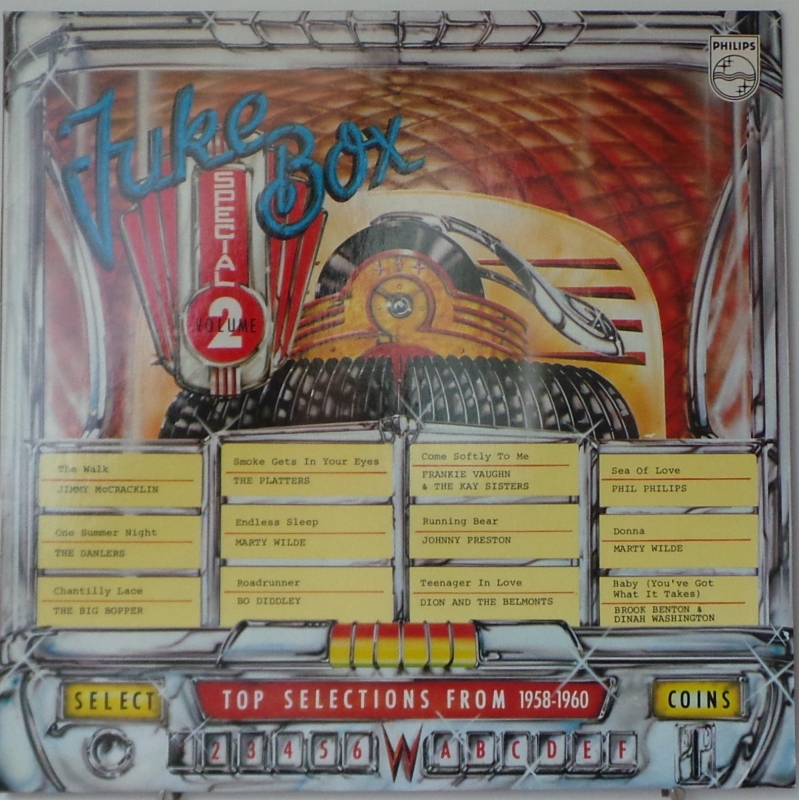 PHILIPS
Juke Box
SPECIAL
VOLUME
2
The Walk
JIMMY McCRACKLIN
One Summer Night
THE DANLERS
Chantilly Lace
THE BIG BOPPER
Smoke Gets In Your Eyes
THE PLATTERS
Endless Sleep
MARTY WILDE
Roadrunner
BO DIDDLEY
Come Softly To Me
FRANKIE VAUGHN
& THE KAY SISTERS
Running Bear
JOHNNY PRESTON
Teenager In Love
DION AND THE BELMONTS
Sea Of Love
PHIL PHILIPS
Donna
MARTY WILDE
Baby (You've Got
What It Takes)
BROOK BENTON &
DINAH WASHINGTON
SELECT
TOP SELECTIONS FROM 1958-1960
COINS
1 2 3 4 5 6 W A B C D E F